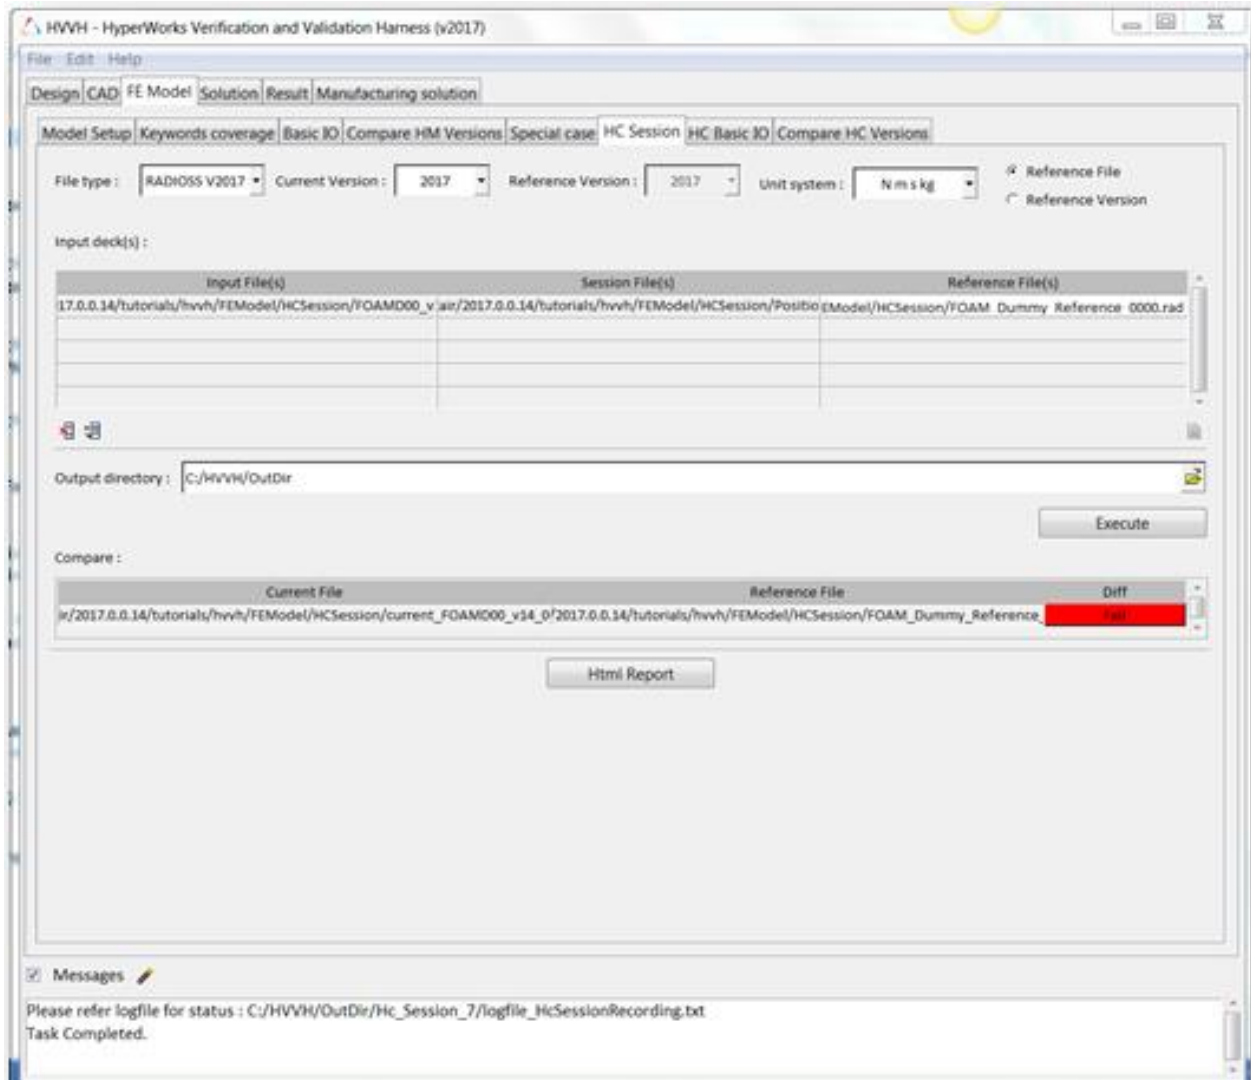 HVVH - HyperWorks Verification and Validation Harness (v2017)
File Edit Help
Design CAD FE Model Solution Result Manufacturing solution
Model Setup Keywords coverage Basic IO Compare HM Versions Special case HC Session HC Basic IO Compare HC Versions
File type : RADIOSS V2017 Current Version : 2017 Reference Version : 2017 Unit system : N m s kg Reference File
Reference Version
Input deck(s) :
Input File(s) Session File(s) Reference File(s)
17.0.0.14/tutorials/hvvh/FEModel/HCSession/FOAMD00_v air/2017.0.0.14/tutorials/hvvh/FEModel/HCSession/Positio EModel/HCSession/FOAM_Dummy_Reference_0000.rad
Output directory : C:/HVVH/OutDir
Execute
Compare :
Current File Reference File Diff
ir/2017.0.0.14/tutorials/hvvh/FEModel/HCSession/current_FOAMD00_v14_0 /2017.0.0.14/tutorials/hvvh/FEModel/HCSession/FOAM_Dummy_Reference_ Fail
Html Report
Messages
Please refer logfile for status : C:/HVVH/OutDir/Hc_Session_7/logfile_HcSessionRecording.txt
Task Completed.